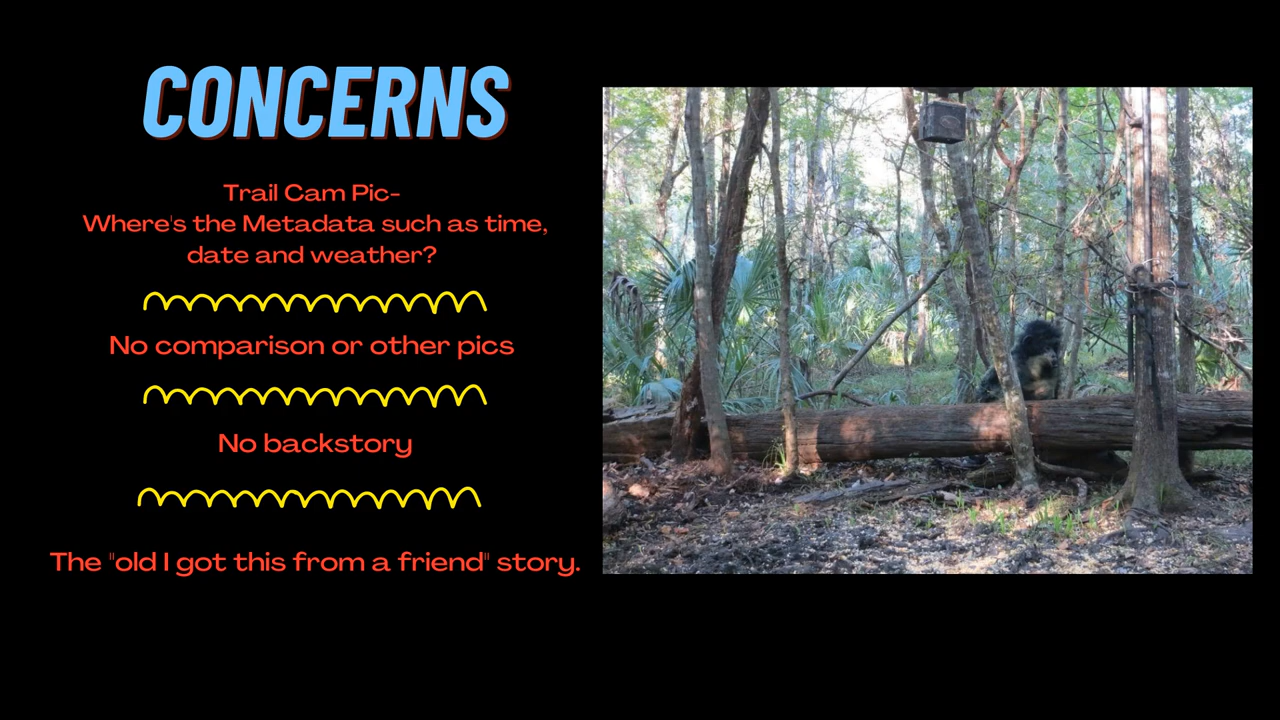 CONCERNS
Trail Cam Pic-
Where's the Metadata such as time,
date and weather?
No comparison or other pics
No backstory
The "old I got this from a friend" story.